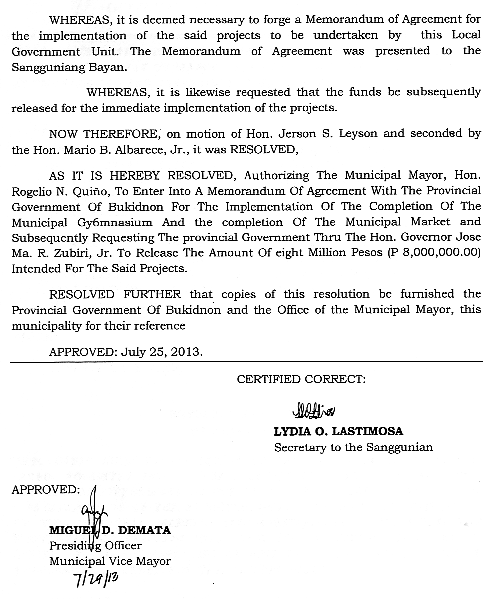 WHEREAS, it is deemed necessary to forge a Memorandum of Agreement for
the implementation of the said projects to be undertaken by this Local
Government Unit. The Memorandum of Agreement was presented to the
Sangguniang Bayan.
WHEREAS, it is likewise requested that the funds be subsequently
released for the immediate implementation of the projects.
NOW THEREFORE, on motion of Hon. Jerson S. Leyson and seconded by
the Hon. Mario B. Albarece, Jr., it was RESOLVED,
AS IT IS HEREBY RESOLVED, Authorizing The Municipal Mayor, Hon.
Rogelio N. Quiño, To Enter Into A Memorandum Of Agreement With The Provincial
Government Of Bukidnon For The Implementation Of The Completion Of The
Municipal Gy6mnasium And the completion Of The Municipal Market and
Subsequently Requesting The provincial Government Thru The Hon. Governor Jose
Ma. R. Zubiri, Jr. To Release The Amount Of eight Million Pesos (P 8,000,000.00)
Intended For The Said Projects.
RESOLVED FURTHER that copies of this resolution be furnished the
Provincial Government Of Bukidnon and the Office of the Municipal Mayor, this
municipality for their reference
APPROVED: July 25, 2013.
CERTIFIED CORRECT:
LYDIA O. LASTIMOSA
Secretary to the Sanggunian
APPROVED:
MIGUEL D. DEMATA
Presiding Officer
Municipal Vice Mayor
7/29/13